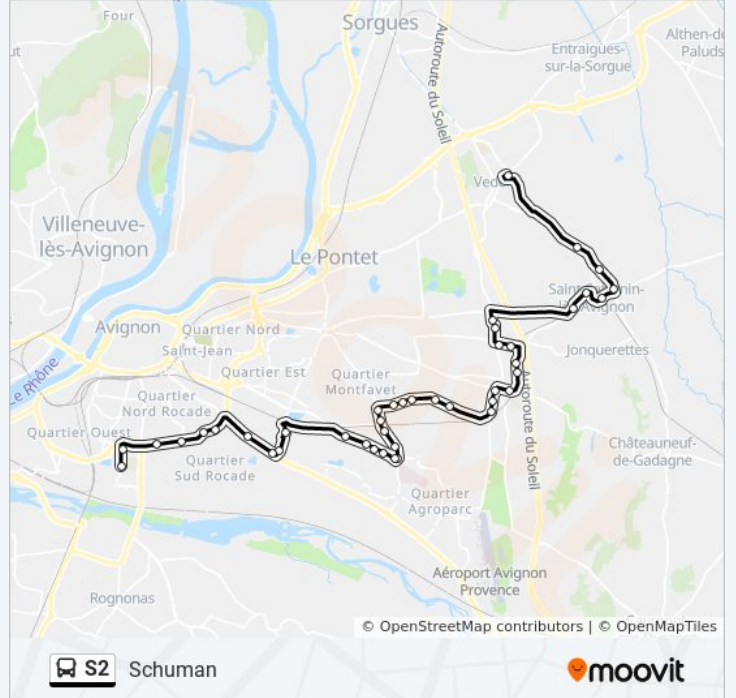 Four
Sorgues
Althen-de
Paluds
Entraigues-
sur-la-Sorgue
ut
Autoroute du Soleil
Ved
Villeneuve-
lès-Avignon
Le Pontet
Avignon
Quartier Nord
Saint-Jean
Quartier Est
Quartier
Montfavet
Jonquerettes
Le Rhône
Quartier
Nord Rocade
Quartier Ouest
Quartier
Sud Rocade
Autoroute du Soleil
Châteauneuf-
de-Gadagne
Quartier
Agroparc
Aéroport Avignon
Provence
Rognonas
© OpenStreetMap contributors | © OpenMapTiles
S2 Schuman
moovit